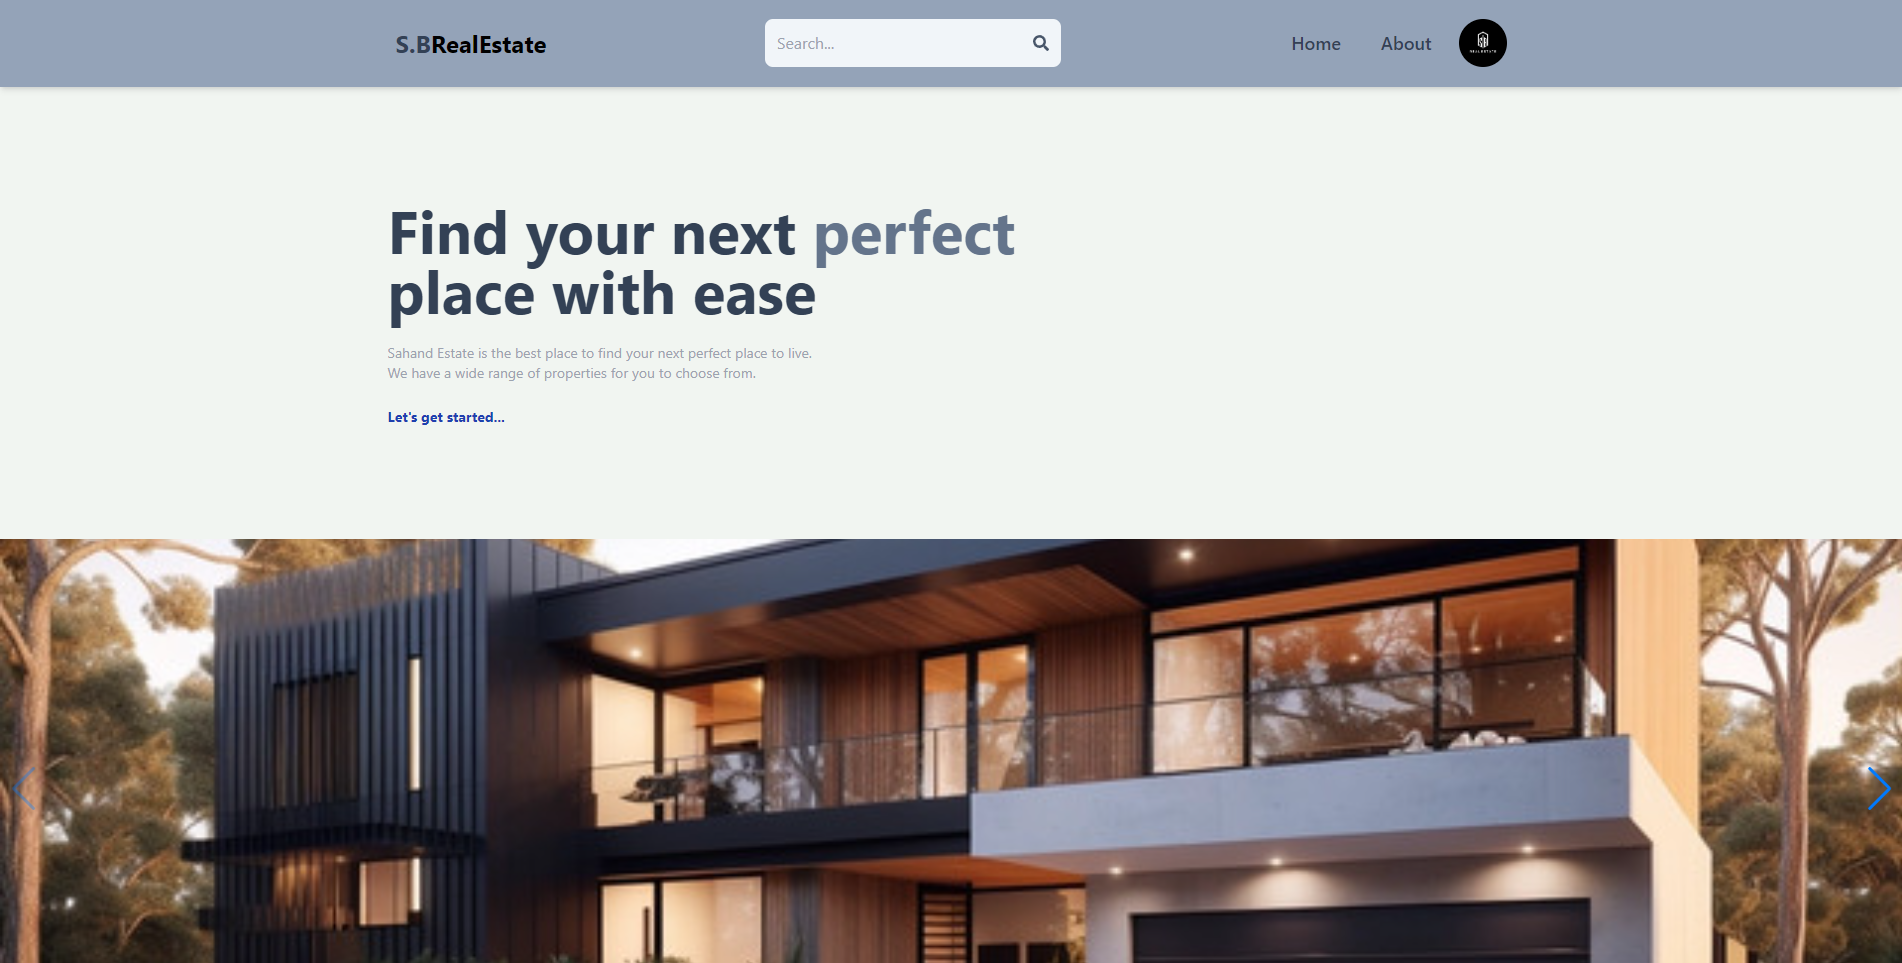 S.BRealEstate
Search...
Home
About
REAL ESTATE
Find your next perfect
place with ease
Sahand Estate is the best place to find your next perfect place to live.
We have a wide range of properties for you to choose from.
Let's get started...